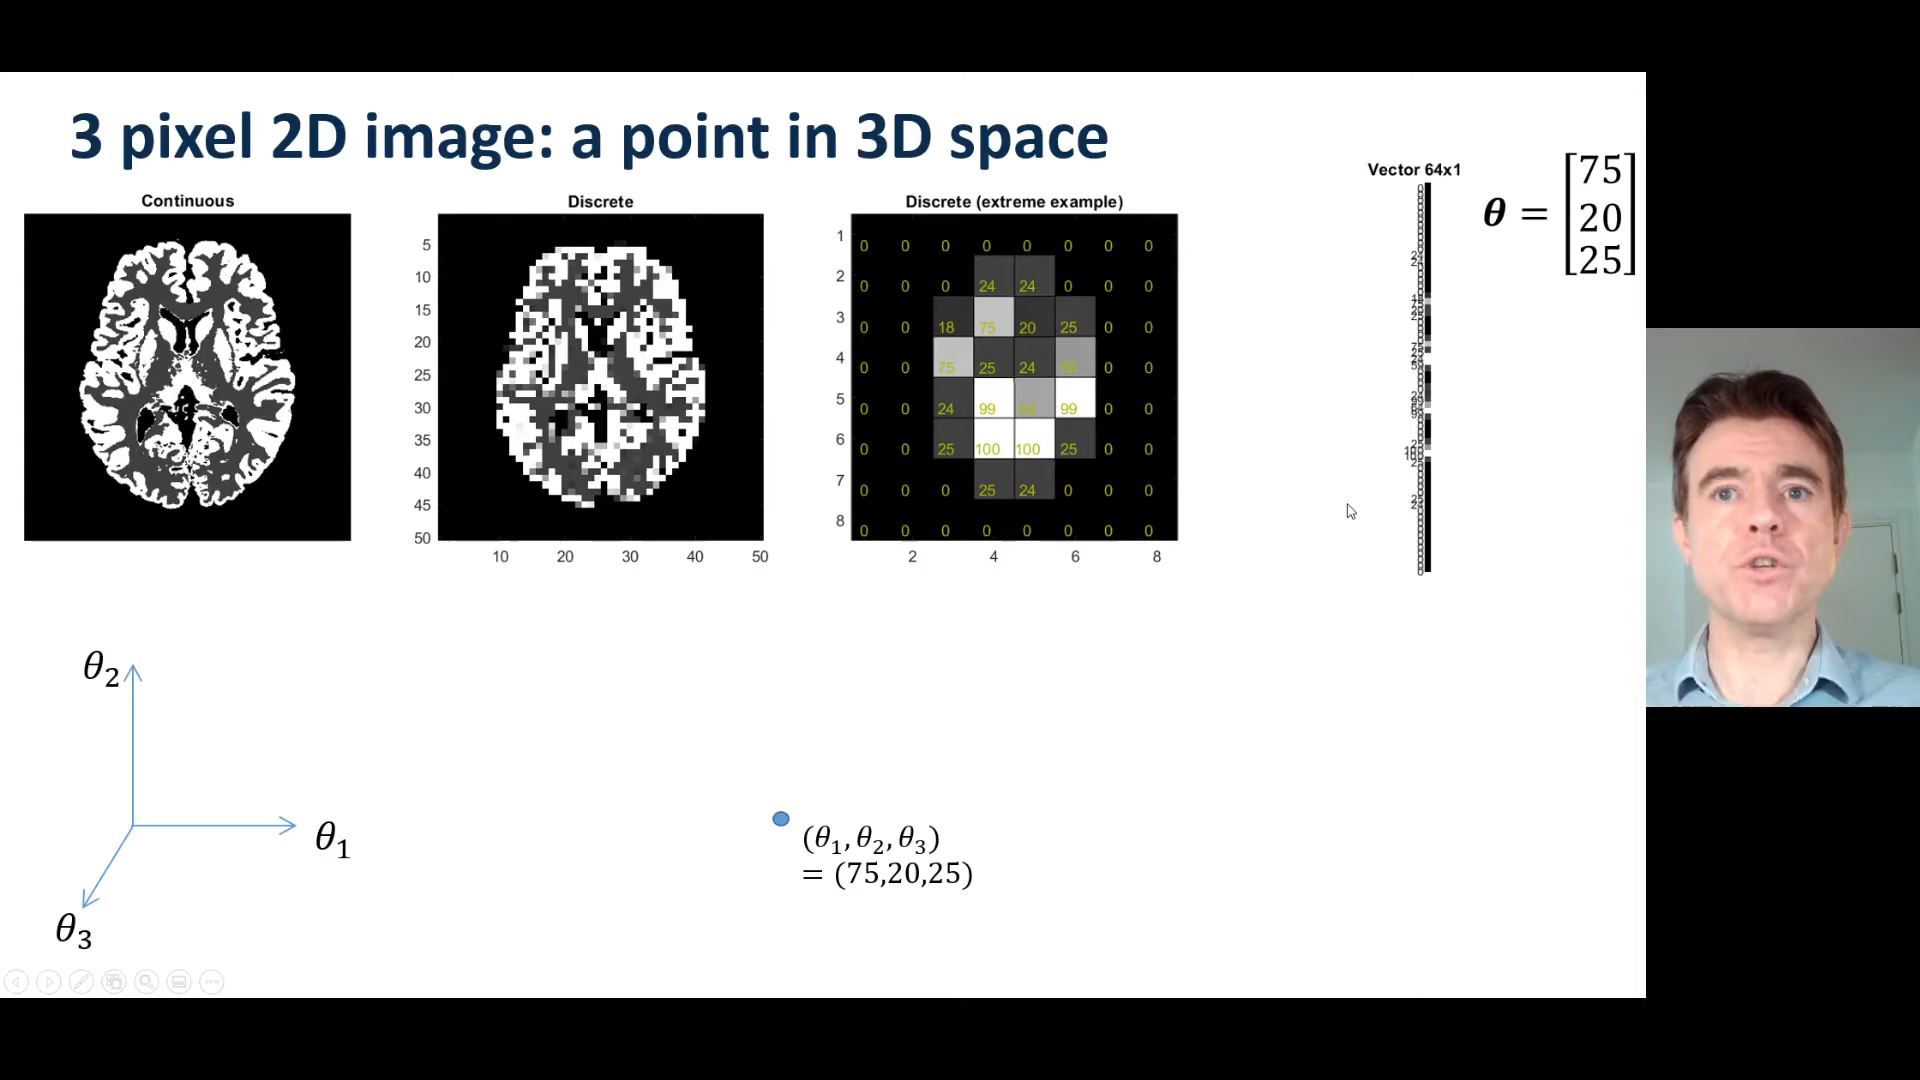 3 pixel 2D image: a point in 3D space
Continuous
Discrete
5
10
15
20
25
30
35
40
45
50
10 20 30 40 50
Discrete (extreme example)
1 0 0 0 0 0 0 0 0
2 0 0 0 24 24 0 0 0
3 0 0 18 75 20 25 0 0
4 0 0 75 25 24 0 0
5 0 0 24 99 99 0 0
6 0 0 25 100 100 25 0 0
7 0 0 0 25 24 0 0 0
8 0 0 0 0 0 0 0 0
2 4 6 8
Vector 64x1
θ = [75
20
25]
θ₂
θ₁
θ₃
(θ₁,θ₂,θ₃)
= (75,20,25)